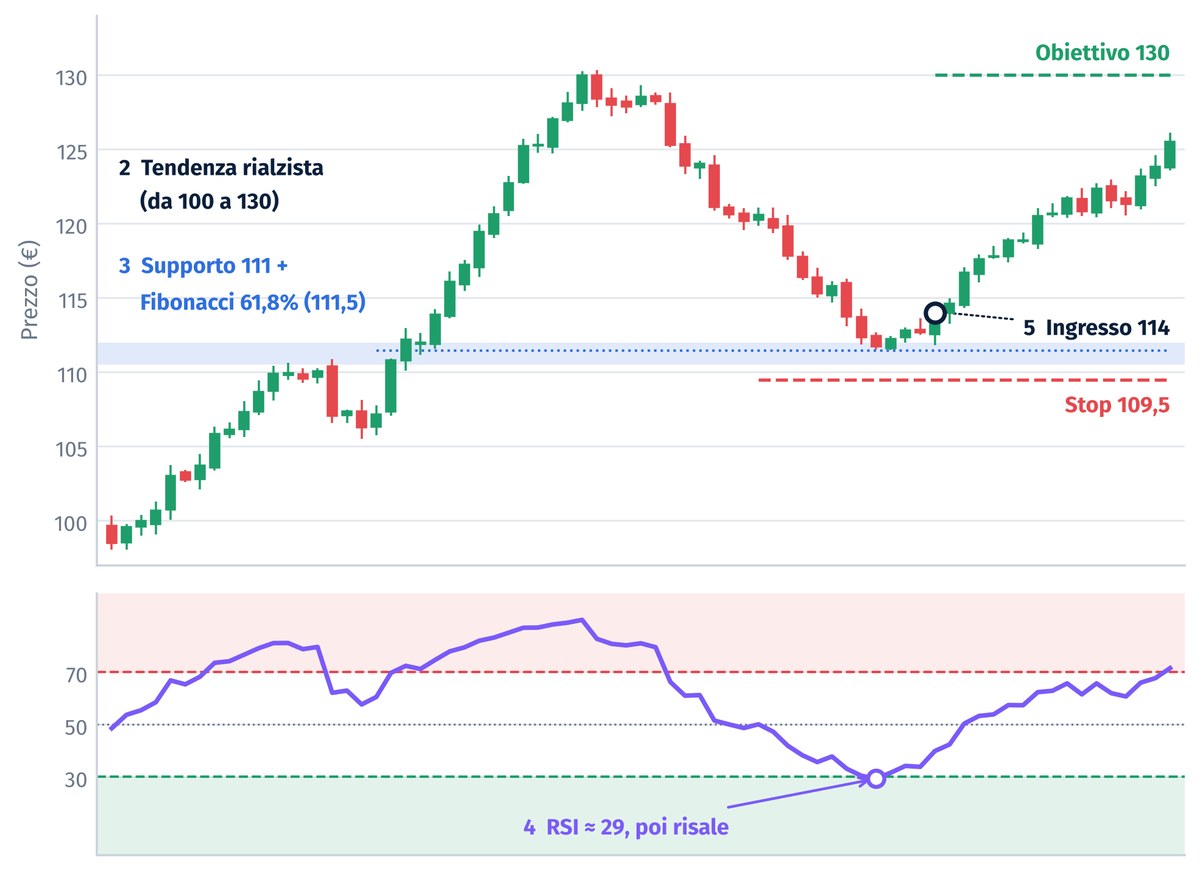 Obiettivo 130
130
125
2 Tendenza rialzista
(da 100 a 130)
120
3 Supporto 111 +
Fibonacci 61,8% (111,5)
115
5 Ingresso 114
110
Stop 109,5
105
100
Prezzo (€)
70
50
30
4 RSI ≈ 29, poi risale